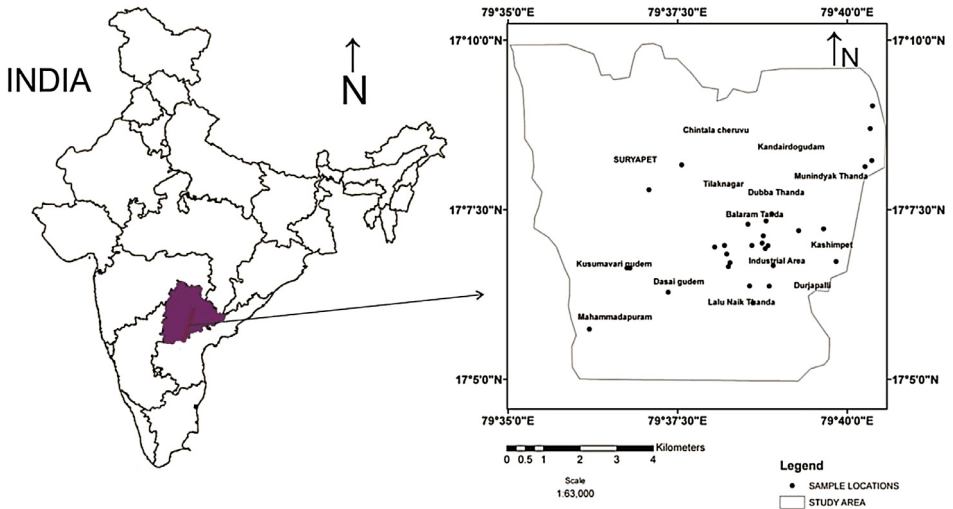 INDIA
N
79°35'0"E
79°37'30"E
79°40'0"E
17°10'0"N
17°10'0"N
N
Chintala cheruvu
Kandairdogudam
SURYAPET
Munindyak Thanda
Tilaknagar
Dubba Thanda
17°7'30"N
17°7'30"N
Balaram Tanda
Kashimpet
Kusumavari gudem
Industrial Area
Dasai gudem
Durjapalli
Lalu Naik Thanda
Mahammadapuram
17°5'0"N
17°5'0"N
79°35'0"E
79°37'30"E
79°40'0"E
Kilometers
0 0.5 1 2 3 4
Scale
1:63,000
Legend
SAMPLE LOCATIONS
STUDY AREA